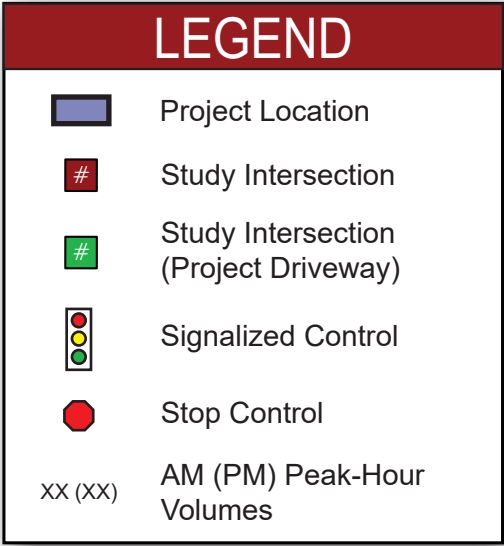 LEGEND
Project Location
# Study Intersection
# Study Intersection
(Project Driveway)
Signalized Control
Stop Control
XX (XX) AM (PM) Peak-Hour
Volumes